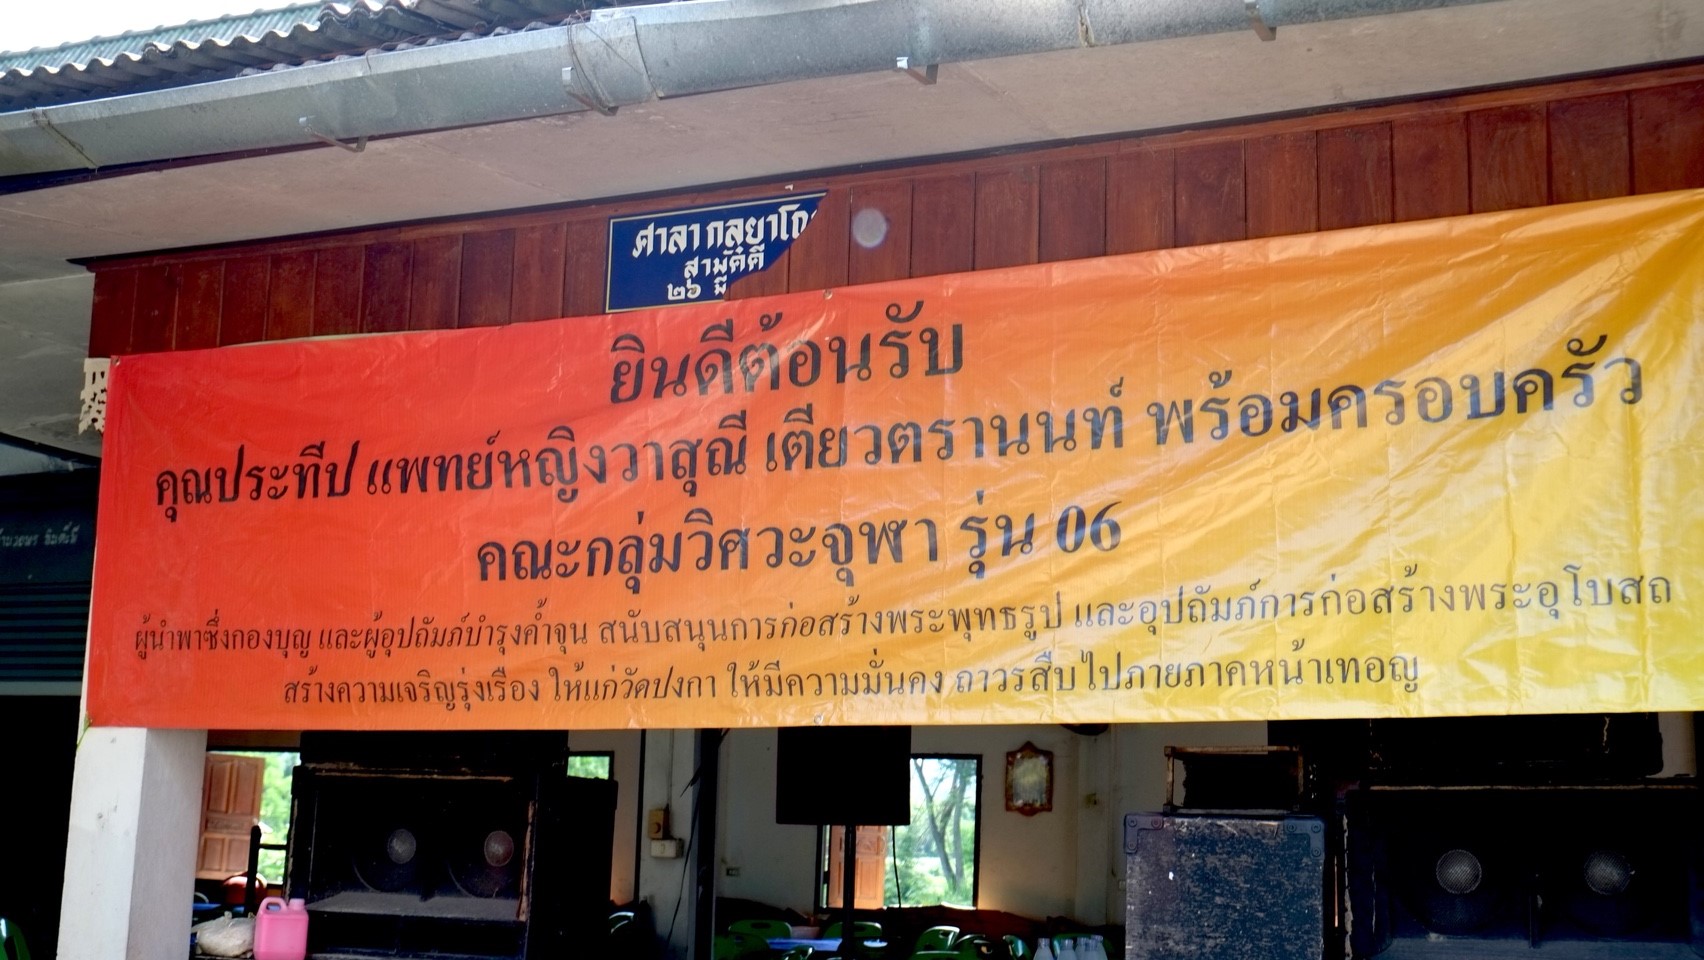 ศาลา กลยาโณ
สามัคคี
๒๖ มี
ยินดีต้อนรับ
คุณประทีป แพทย์หญิงวาสุณี เตียวตรานนท์ พร้อมครอบครัว
คณะกลุ่มวิศวะจุฬา รุ่น 06
ผู้นำพาซึ่งกองบุญ และผู้อุปถัมภ์บำรุงค้ำจุน สนับสนุนการก่อสร้างพระพุทธรูป และอุปถัมภ์การก่อสร้างพระอุโบสถ
สร้างความเจริญรุ่งเรือง ให้แก่วัดปงกา ให้มีความมั่นคง ถาวรสืบไปภายภาคหน้าเทอญ